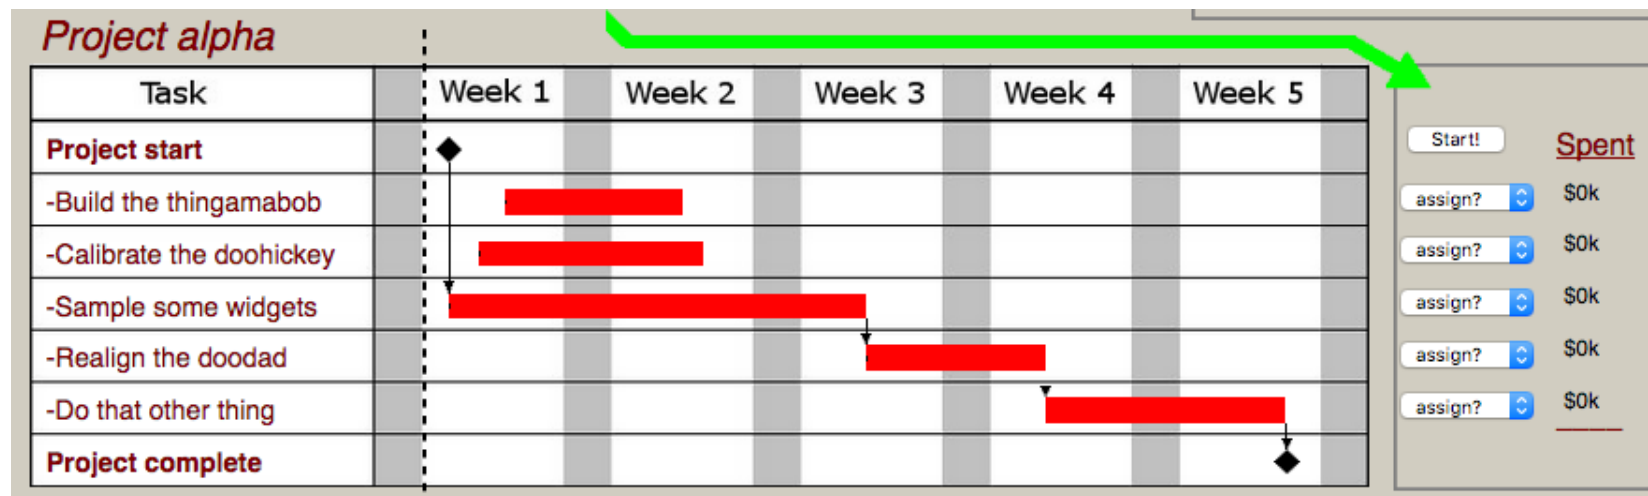 Project alpha
Task Week 1 Week 2 Week 3 Week 4 Week 5
Project start Start! Spent
-Build the thingamabob assign? $0k
-Calibrate the doohickey assign? $0k
-Sample some widgets assign? $0k
-Realign the doodad assign? $0k
-Do that other thing assign? $0k
Project complete